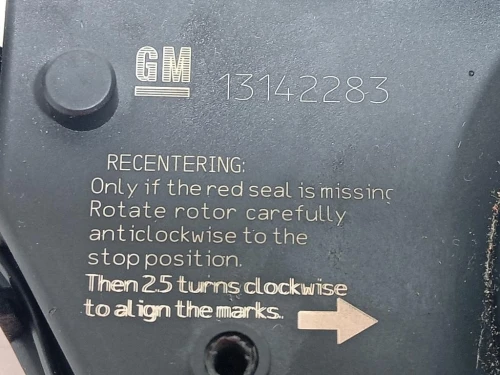 GM 13142283
RECENTERING:
Only if the red seal is missing
Rotate rotor carefully
anticlockwise to the
stop position.
Then 2.5 turns clockwise
to align the marks.